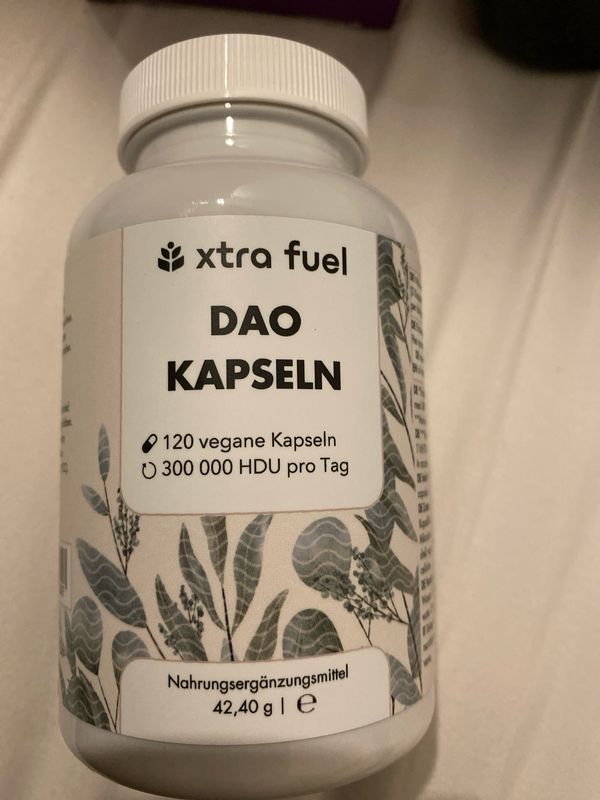 xtra fuel
DAO
KAPSELN
120 vegane Kapseln
300 000 HDU pro Tag
Nahrungsergänzungsmittel
42,40 g | e